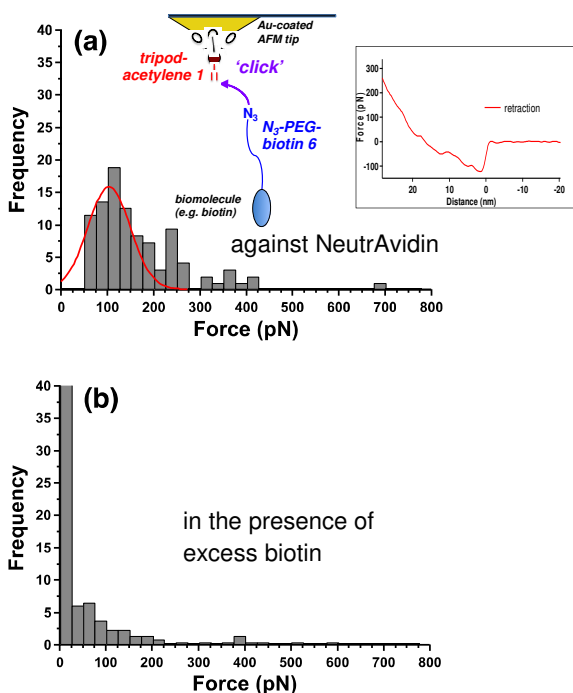 (a)
Au-coated
AFM tip
tripod-
acetylene 1
'click'
N3
N3-PEG-
biotin 6
biomolecule
(e.g. biotin)
against NeutrAvidin
Frequency
40
35
30
25
20
15
10
5
0
0 100 200 300 400 500 600 700 800
Force (pN)
Force (pN)
300
200
100
0
-100
retraction
20 10 0 -10 -20
Distance (nm)
(b)
in the presence of
excess biotin
Frequency
40
35
30
25
20
15
10
5
0
0 100 200 300 400 500 600 700 800
Force (pN)